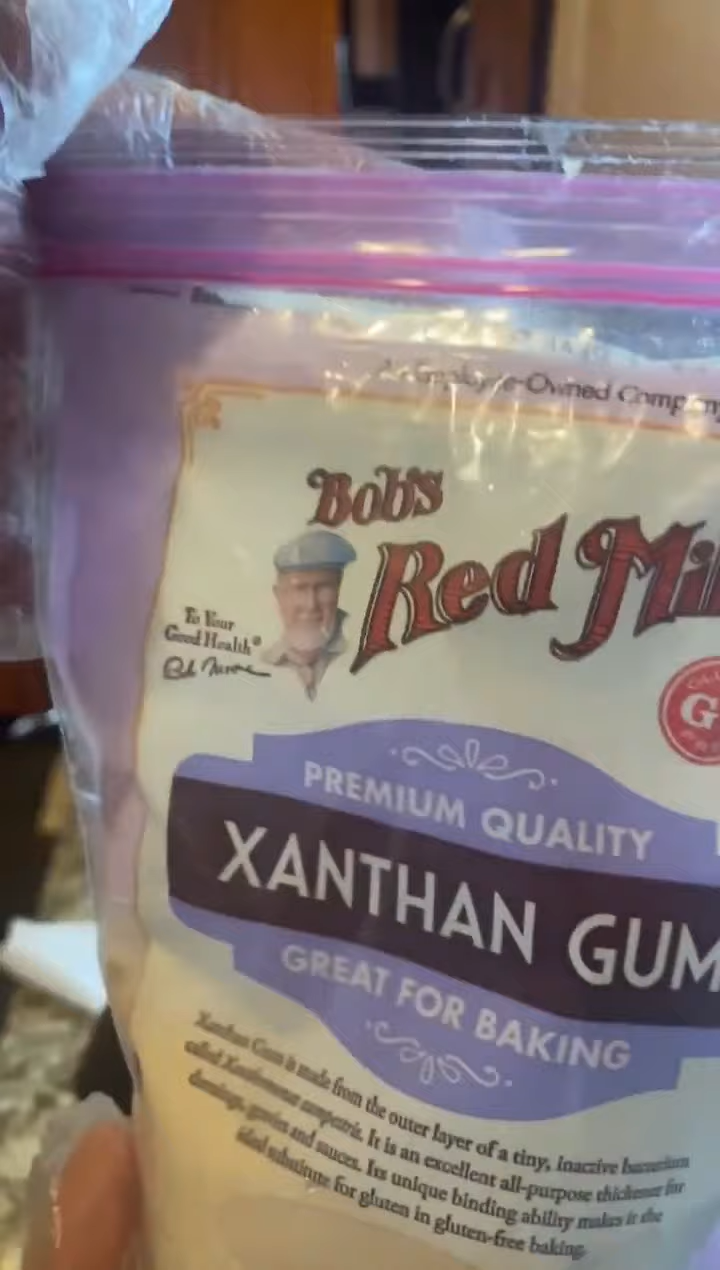 An Employee-Owned Company
Bob's
Red Mil
To Your
Good Health®
Bob Moore
G
PREMIUM QUALITY
XANTHAN GUM
GREAT FOR BAKING
Xanthan Gum is made from the outer layer of a tiny, inactive bacterium
called Xanthomonas campestris. It is an excellent all-purpose thickener for
dressings, gravies and sauces. Its unique binding ability makes it the
ideal substitute for gluten in gluten-free baking.